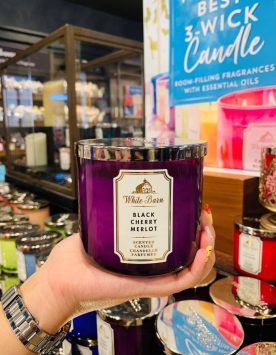 BEST
3-WICK
Candle
ROOM-FILLING FRAGRANCES
WITH ESSENTIAL OILS
White Barn
BLACK
CHERRY
MERLOT
SCENTED
CANDLE
CHANDELLE
PARFUMÉE